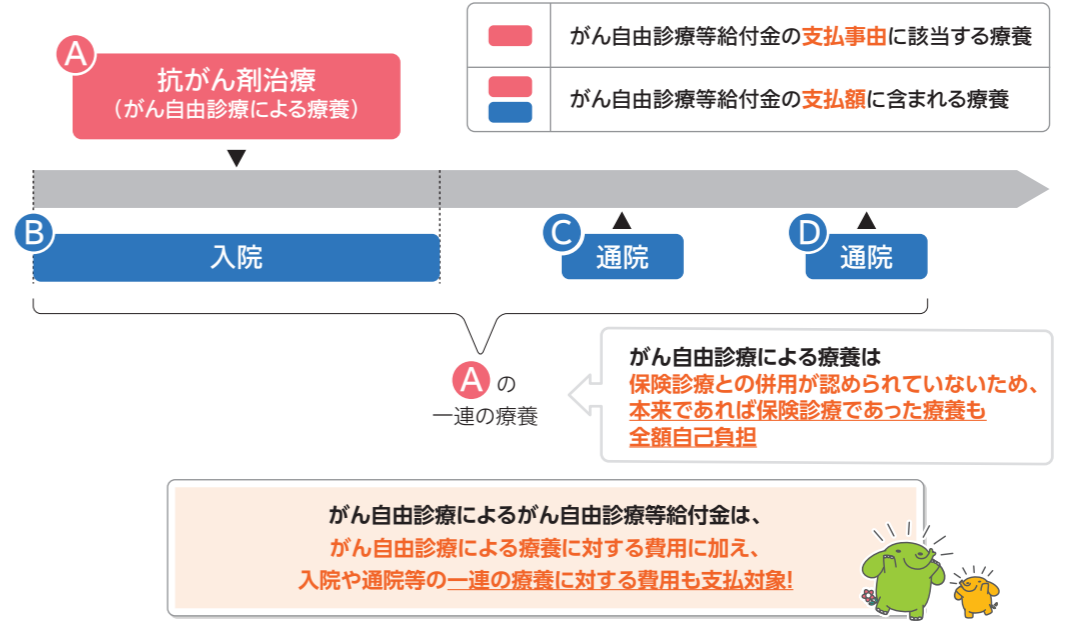 がん自由診療等給付金の支払事由に該当する療養
がん自由診療等給付金の支払額に含まれる療養
A
抗がん剤治療
（がん自由診療による療養）
B
入院
C
通院
D
通院
Aの
一連の療養
がん自由診療による療養は
保険診療との併用が認められていないため、
本来であれば保険診療であった療養も
全額自己負担
がん自由診療によるがん自由診療等給付金は、
がん自由診療による療養に対する費用に加え、
入院や通院等の一連の療養に対する費用も支払対象!